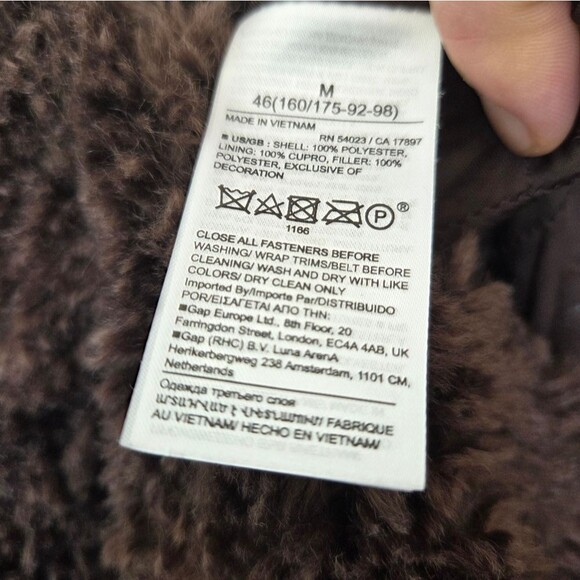 M
46(160/175-92-98)
MADE IN VIETNAM
RN 54023 / CA 17897
■ US/GB : SHELL: 100% POLYESTER,
LINING: 100% CUPRO, FILLER: 100%
POLYESTER, EXCLUSIVE OF
DECORATION
P ®
1166
CLOSE ALL FASTENERS BEFORE
WASHING/ WRAP TRIMS/BELT BEFORE
CLEANING/ WASH AND DRY WITH LIKE
COLORS/ DRY CLEAN ONLY
Imported By/Importe Par/DISTRIBUIDO
POR/ΕΙΣΑΓΕΤΑΙ ΑΠΟ ΤΗΝ:
■Gap Europe Ltd., 8th Floor, 20
Farringdon Street, London, EC4A 4AB, UK
■Gap (RHC) B.V. Luna ArenA
Herikerbergweg 238 Amsterdam, 1101 CM,
Netherlands
Одежда третьего слоя
ԱՐՏԱԴՐՎԱԾ Է ՎԻԵՏՆԱՄՈՒՄ/ FABRIQUE
AU VIETNAM/ HECHO EN VIETNAM/